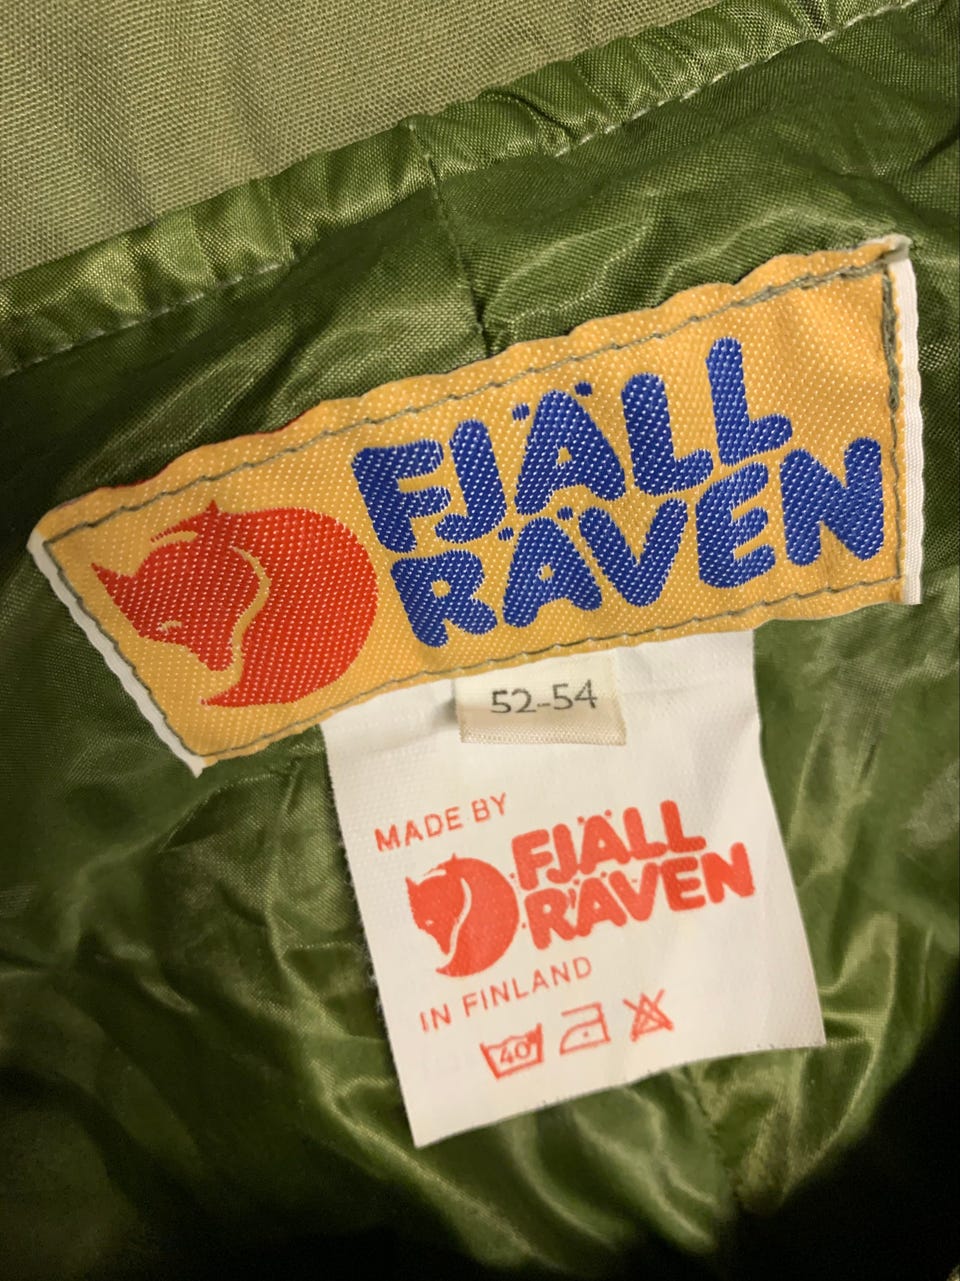 FJÄLL
RÄVEN
52-54
MADE BY
FJÄLL
RÄVEN
IN FINLAND
40